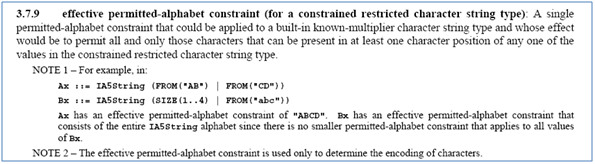 3.7.9 effective permitted-alphabet constraint (for a constrained restricted character string type): A single
permitted-alphabet constraint that could be applied to a built-in known-multiplier character string type and whose effect
would be to permit all and only those characters that can be present in at least one character position of any one of the
values in the constrained restricted character string type.
NOTE 1 – For example, in:
Ax ::= IA5String (FROM("AB") | FROM("CD"))
Bx ::= IA5String (SIZE(1..4) | FROM("abc"))
Ax has an effective permitted-alphabet constraint of "ABCD". Bx has an effective permitted-alphabet constraint that
consists of the entire IA5String alphabet since there is no smaller permitted-alphabet constraint that applies to all values
of Bx.
NOTE 2 – The effective permitted-alphabet constraint is used only to determine the encoding of characters.